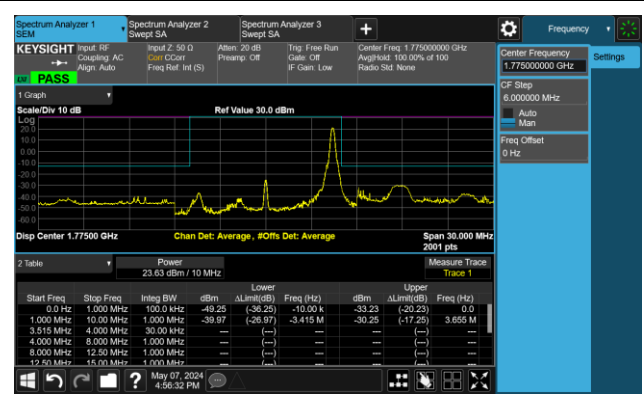 Spectrum Analyzer 1
SEM
Spectrum Analyzer 2
Swept SA
Spectrum Analyzer 3
Swept SA
Frequency
KEYSIGHT
Input: RF
Coupling: AC
Align: Auto
Input Z: 50 Ω
Corr CCorr
Freq Ref: Int (S)
Atten: 20 dB
Preamp: Off
Trig: Free Run
Gate: Off
IF Gain: Low
Center Freq: 1.775000000 GHz
Avg|Hold: 100.00% of 100
Radio Std: None
PASS
Center Frequency
1.775000000 GHz
Settings
CF Step
6.000000 MHz
Auto
Man
Freq Offset
0 Hz
1 Graph
Scale/Div 10 dB
Ref Value 30.0 dBm
Log
20.0
10.0
0.00
-10.0
-20.0
-30.0
-40.0
-50.0
-60.0
Disp Center 1.77500 GHz
Chan Det: Average , #Offs Det: Average
Span 30.000 MHz
2001 pts
2 Table
Power
23.63 dBm / 10 MHz
Measure Trace
Trace 1
Lower Upper
Start Freq Stop Freq Integ BW dBm ΔLimit(dB) Freq (Hz) dBm ΔLimit(dB) Freq (Hz)
0.0 Hz 1.000 MHz 100.0 kHz -49.25 (-36.25) -10.00 k -33.23 (-20.23) 0.0
1.000 MHz 10.00 MHz 1.000 MHz -39.97 (-26.97) -3.415 M -30.25 (-17.25) 3.655 M
3.515 MHz 4.000 MHz 30.00 kHz --- (---) --- --- (---) ---
4.000 MHz 8.000 MHz 1.000 MHz --- (---) --- --- (---) ---
8.000 MHz 12.50 MHz 1.000 MHz --- (---) --- --- (---) ---
12.50 MHz 15.00 MHz 1.000 MHz --- (---) --- --- (---) ---
?
May 07, 2024
4:56:32 PM